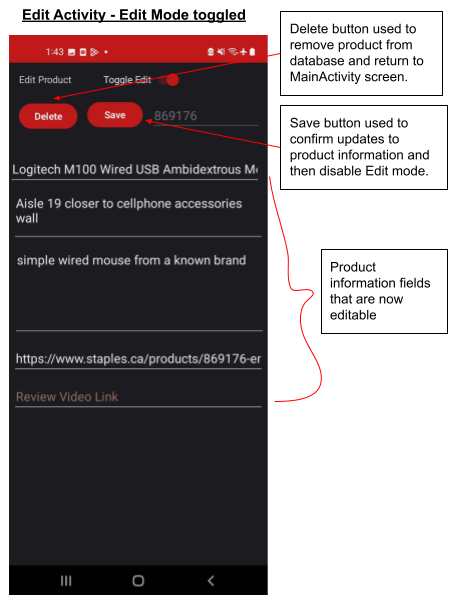 Edit Activity - Edit Mode toggled
1:43
Edit Product
Toggle Edit
Delete
Save
869176
Logitech M100 Wired USB Ambidextrous Mo
Aisle 19 closer to cellphone accessories
wall
simple wired mouse from a known brand
https://www.staples.ca/products/869176-en
Review Video Link
Delete button used to
remove product from
database and return to
MainActivity screen.
Save button used to
confirm updates to
product information and
then disable Edit mode.
Product
information fields
that are now
editable